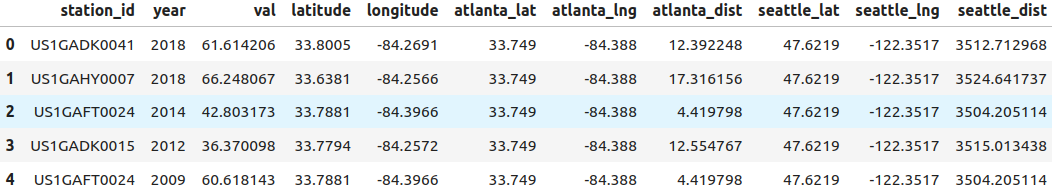 station_id year val latitude longitude atlanta_lat atlanta_lng atlanta_dist seattle_lat seattle_lng seattle_dist
0 US1GADK0041 2018 61.614206 33.8005 -84.2691 33.749 -84.388 12.392248 47.6219 -122.3517 3512.712968
1 US1GAHY0007 2018 66.248067 33.6381 -84.2566 33.749 -84.388 17.316156 47.6219 -122.3517 3524.641737
2 US1GAFT0024 2014 42.803173 33.7881 -84.3966 33.749 -84.388 4.419798 47.6219 -122.3517 3504.205114
3 US1GADK0015 2012 36.370098 33.7794 -84.2572 33.749 -84.388 12.554767 47.6219 -122.3517 3515.013438
4 US1GAFT0024 2009 60.618143 33.7881 -84.3966 33.749 -84.388 4.419798 47.6219 -122.3517 3504.205114